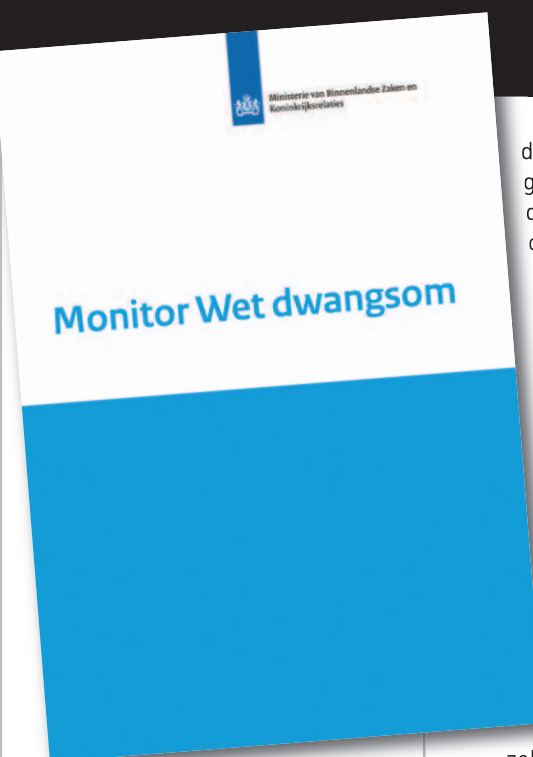 Ministerie van Binnenlandse Zaken en
Koninkrijksrelaties
Monitor Wet dwangsom